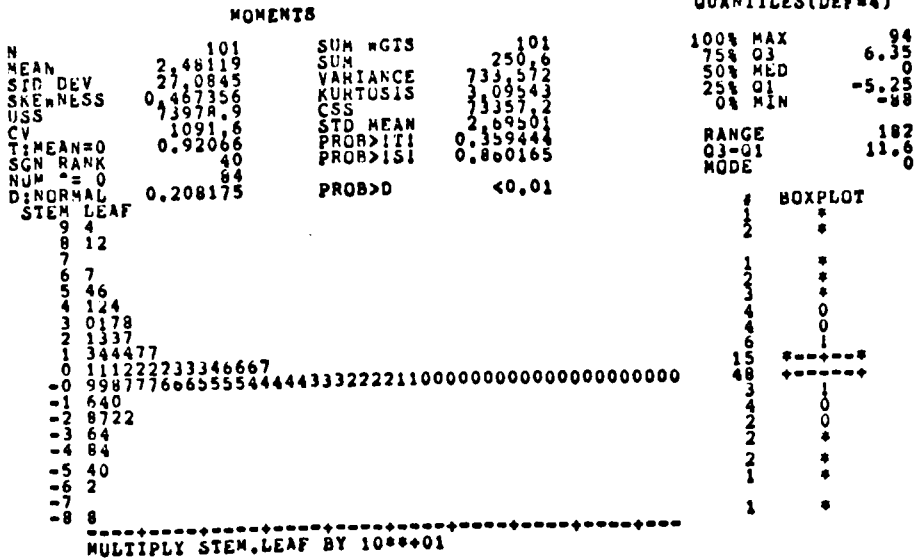 MOMENTS QUANTILES(DEF=4)
N 101 SUM WGTS 101 100% MAX 94
MEAN 2.48119 SUM 250.6 75% Q3 6.35
STD DEV 27.0845 VARIANCE 733.572 50% MED 0
SKEWNESS 0.467356 KURTOSIS 3.09543 25% Q1 -5.25
USS 73978.9 CSS 73357.2 0% MIN -88
CV 1091.6 STD MEAN 2.69501
T:MEAN=0 0.92066 PROB>|T| 0.359444 RANGE 182
SGN RANK 40 PROB>|S| 0.860165 Q3-Q1 11.6
NUM ^= 0 84 MODE 0
D:NORMAL 0.208175 PROB>D <0.01
STEM LEAF # BOXPLOT
9 4 1 *
8 12 2 *
7
6 7 1 *
5 46 2 *
4 124 3 *
3 0178 4 0
2 1337 4 0
1 344477 6 |
0 111222233346667 15 *--+--*
-0 998777666555544444333222211000000000000000000000 48 +-----+
-1 640 3 |
-2 8722 4 0
-3 64 2 0
-4 84 2 *
-5 40 2 *
-6 2 1 *
-7
-8 8 1 *
----+----+----+----+----+----+----+----+----+---
MULTIPLY STEM.LEAF BY 10**+01